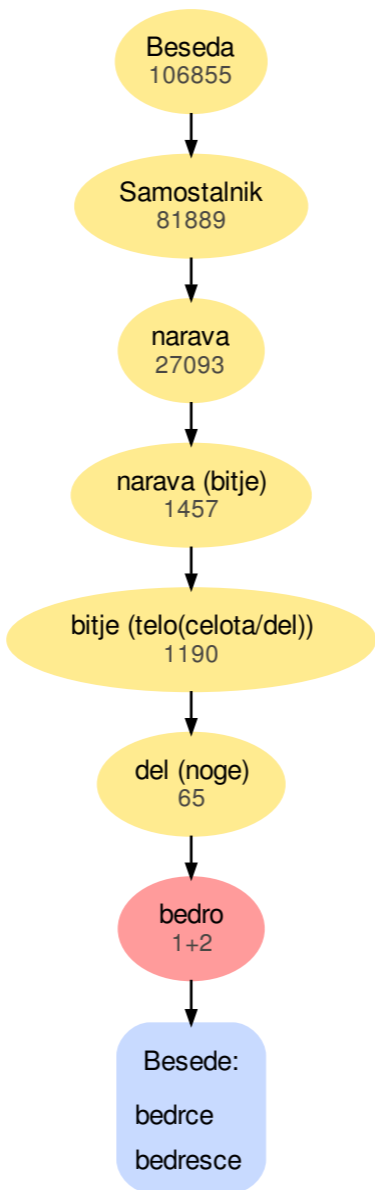 Beseda
106855
Samostalnik
81889
narava
27093
narava (bitje)
1457
bitje (telo(celota/del))
1190
del (noge)
65
bedro
1+2
Besede:
bedrce
bedresce